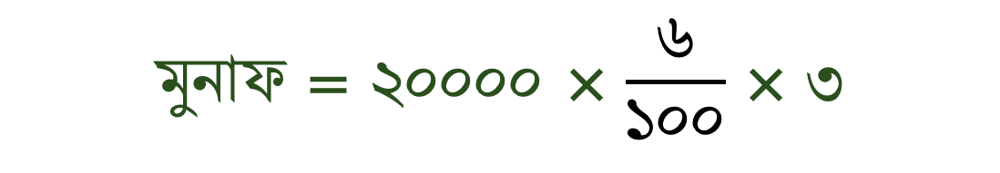 মুনাফ = ২০০০০ × ৬/১০০ × ৩